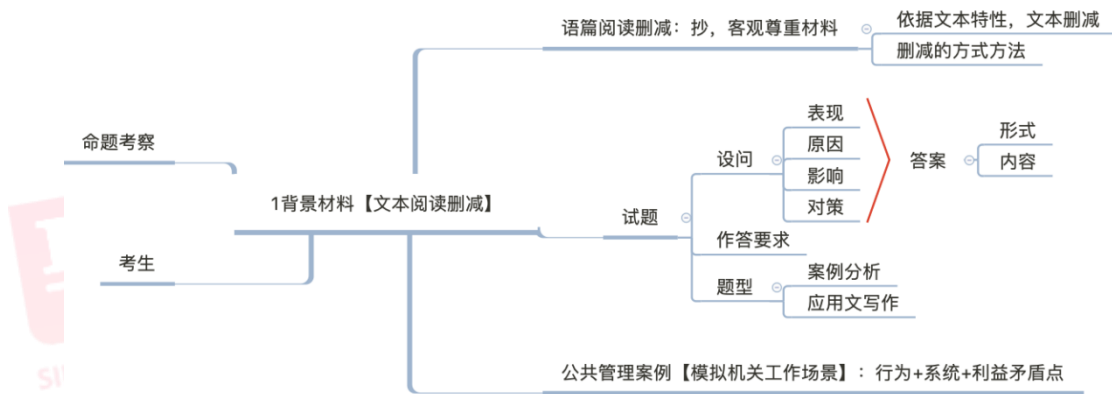 语篇阅读删减：抄，客观尊重材料
依据文本特性，文本删减
删减的方式方法
命题考察
考生
1背景材料【文本阅读删减】
试题
设问
表现
原因
影响
对策
答案
形式
内容
作答要求
题型
案例分析
应用文写作
公共管理案例【模拟机关工作场景】：行为+系统+利益矛盾点